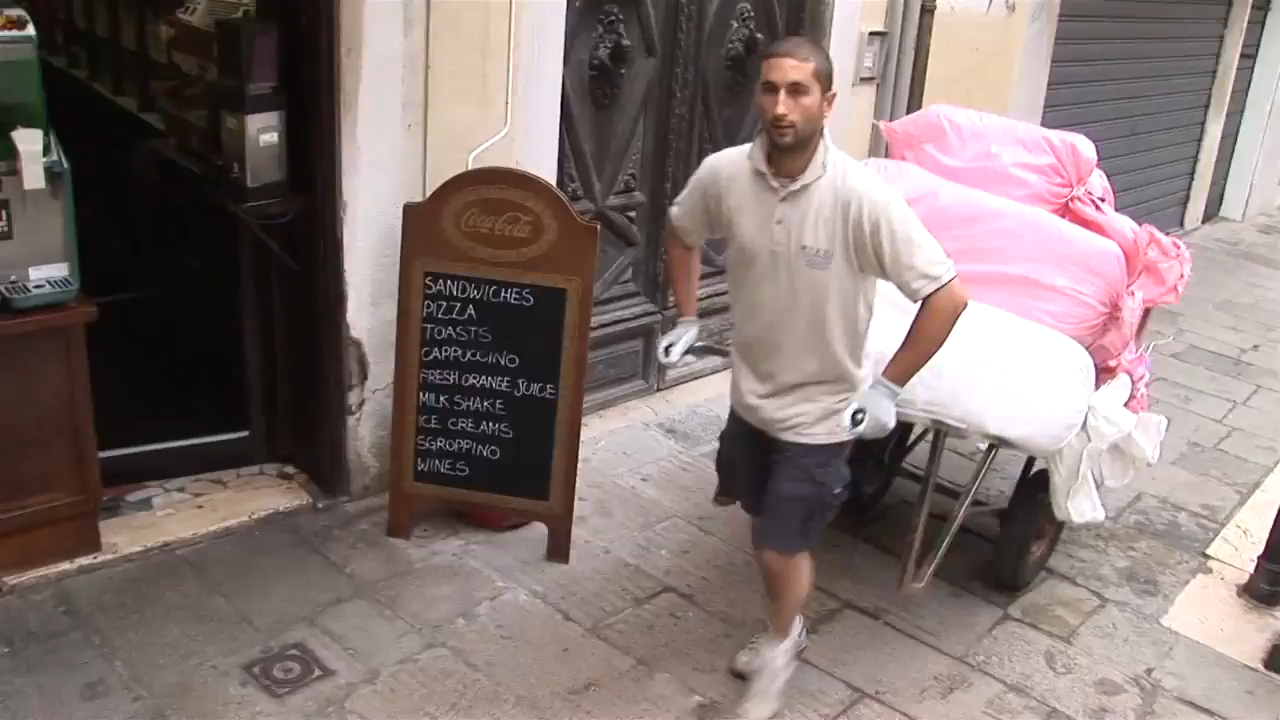 Coca-Cola
SANDWICHES
PIZZA
TOASTS
CAPPUCCINO
FRESH ORANGE JUICE
MILK SHAKE
ICE CREAMS
SGROPPINO
WINES